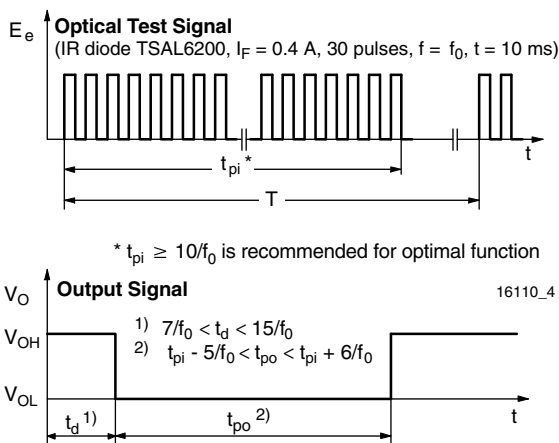 E e Optical Test Signal
(IR diode TSAL6200, IF = 0.4 A, 30 pulses, f = f0, t = 10 ms)
t
tpi *
T
* tpi ≥ 10/f0 is recommended for optimal function
VO Output Signal 16110_4
VOH
1) 7/f0 < td < 15/f0
2) tpi - 5/f0 < tpo < tpi + 6/f0
VOL
td 1) tpo 2) t